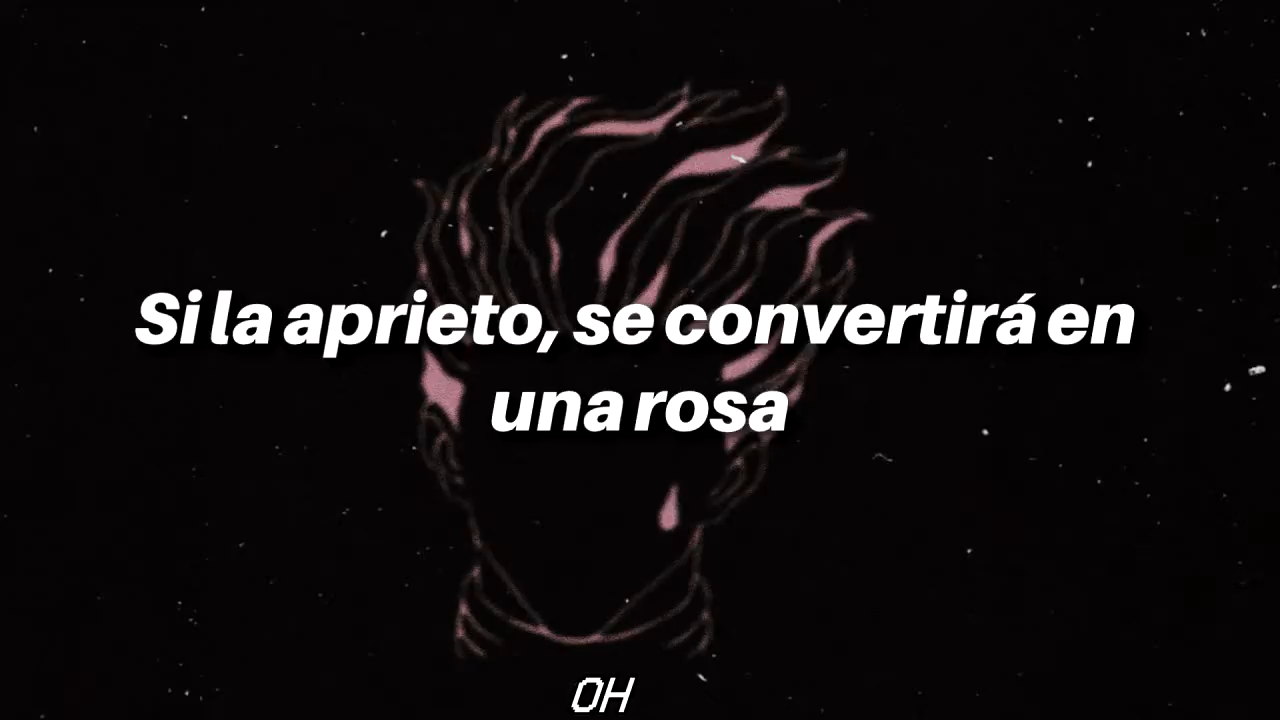 Si la aprieto, se convertirá en
una rosa
OH